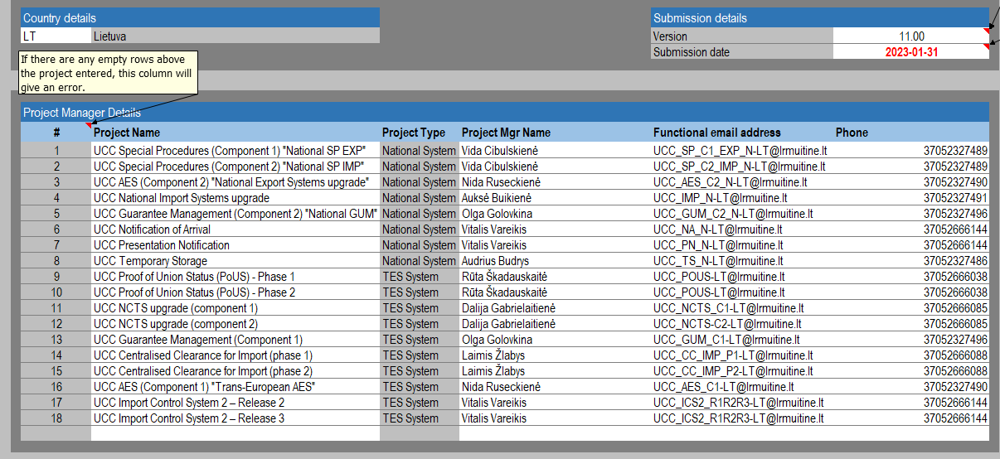 Country details Submission details
LT Lietuva Version 11.00
Submission date 2023-01-31
If there are any empty rows above
the project entered, this column will
give an error.
Project Manager Details
# Project Name Project Type Project Mgr Name Functional email address Phone
1 UCC Special Procedures (Component 1) "National SP EXP" National System Vida Cibulskienė UCC_SP_C1_EXP_N-LT@lrmuitine.lt 37052327489
2 UCC Special Procedures (Component 2) "National SP IMP" National System Vida Cibulskienė UCC_SP_C2_IMP_N-LT@lrmuitine.lt 37052327489
3 UCC AES (Component 2) "National Export Systems upgrade" National System Nida Ruseckienė UCC_AES_C2_N-LT@lrmuitine.lt 37052327490
4 UCC National Import Systems upgrade National System Auksė Buikienė UCC_IMP_N-LT@lrmuitine.lt 37052327491
5 UCC Guarantee Management (Component 2) "National GUM" National System Olga Golovkina UCC_GUM_C2_N-LT@lrmuitine.lt 37052327496
6 UCC Notification of Arrival National System Vitalis Vareikis UCC_NA_N-LT@lrmuitine.lt 37052666144
7 UCC Presentation Notification National System Vitalis Vareikis UCC_PN_N-LT@lrmuitine.lt 37052666144
8 UCC Temporary Storage National System Audrius Budrys UCC_TS_N-LT@lrmuitine.lt 37052327486
9 UCC Proof of Union Status (PoUS) - Phase 1 TES System Rūta Škadauskaitė UCC_POUS-LT@lrmuitine.lt 37052666038
10 UCC Proof of Union Status (PoUS) - Phase 2 TES System Rūta Škadauskaitė UCC_POUS-LT@lrmuitine.lt 37052666038
11 UCC NCTS upgrade (component 1) TES System Dalija Gabrielaitienė UCC_NCTS_C1-LT@lrmuitine.lt 37052666085
12 UCC NCTS upgrade (component 2) TES System Dalija Gabrielaitienė UCC_NCTS-C2-LT@lrmuitine.lt 37052666085
13 UCC Guarantee Management (Component 1) TES System Olga Golovkina UCC_GUM_C1-LT@lrmuitine.lt 37052327496
14 UCC Centralised Clearance for Import (phase 1) TES System Laimis Žlabys UCC_CC_IMP_P1-LT@lrmuitine.lt 37052666088
15 UCC Centralised Clearance for Import (phase 2) TES System Laimis Žlabys UCC_CC_IMP_P2-LT@lrmuitine.lt 37052666088
16 UCC AES (Component 1) "Trans-European AES" TES System Nida Ruseckienė UCC_AES_C1-LT@lrmuitine.lt 37052327490
17 UCC Import Control System 2 – Release 2 TES System Vitalis Vareikis UCC_ICS2_R1R2R3-LT@lrmuitine.lt 37052666144
18 UCC Import Control System 2 – Release 3 TES System Vitalis Vareikis UCC_ICS2_R1R2R3-LT@lrmuitine.lt 37052666144